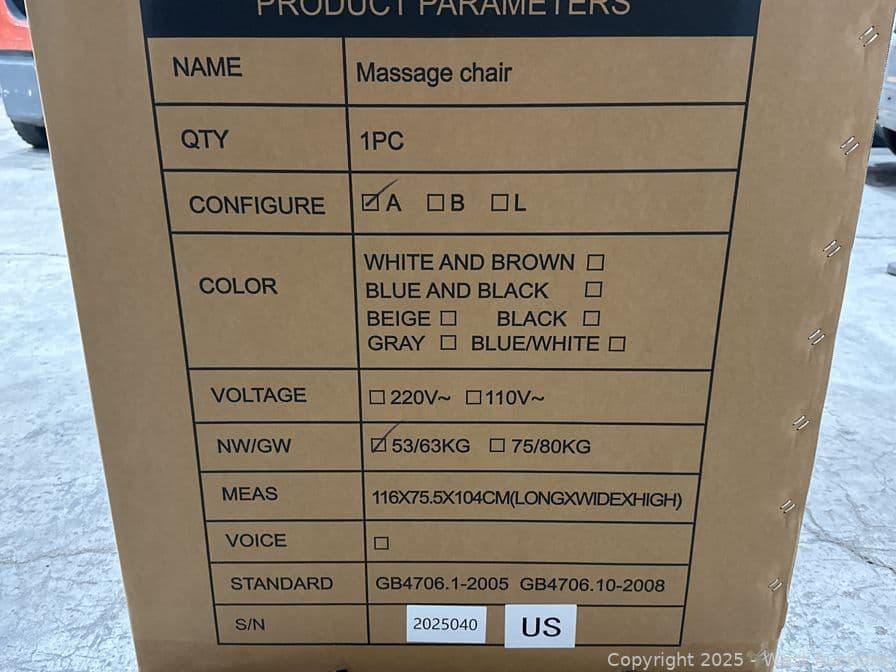 PRODUCT PARAMETERS
NAME Massage chair
QTY 1PC
CONFIGURE ☑A ☐B ☐L
COLOR
WHITE AND BROWN ☐
BLUE AND BLACK ☐
BEIGE ☐ BLACK ☐
GRAY ☐ BLUE/WHITE ☐
VOLTAGE ☐220V~ ☐110V~
NW/GW ☑53/63KG ☐ 75/80KG
MEAS 116X75.5X104CM(LONGXWIDEXHIGH)
VOICE ☐
STANDARD GB4706.1-2005 GB4706.10-2008
S/N 2025040 US
Copyright 2025 -